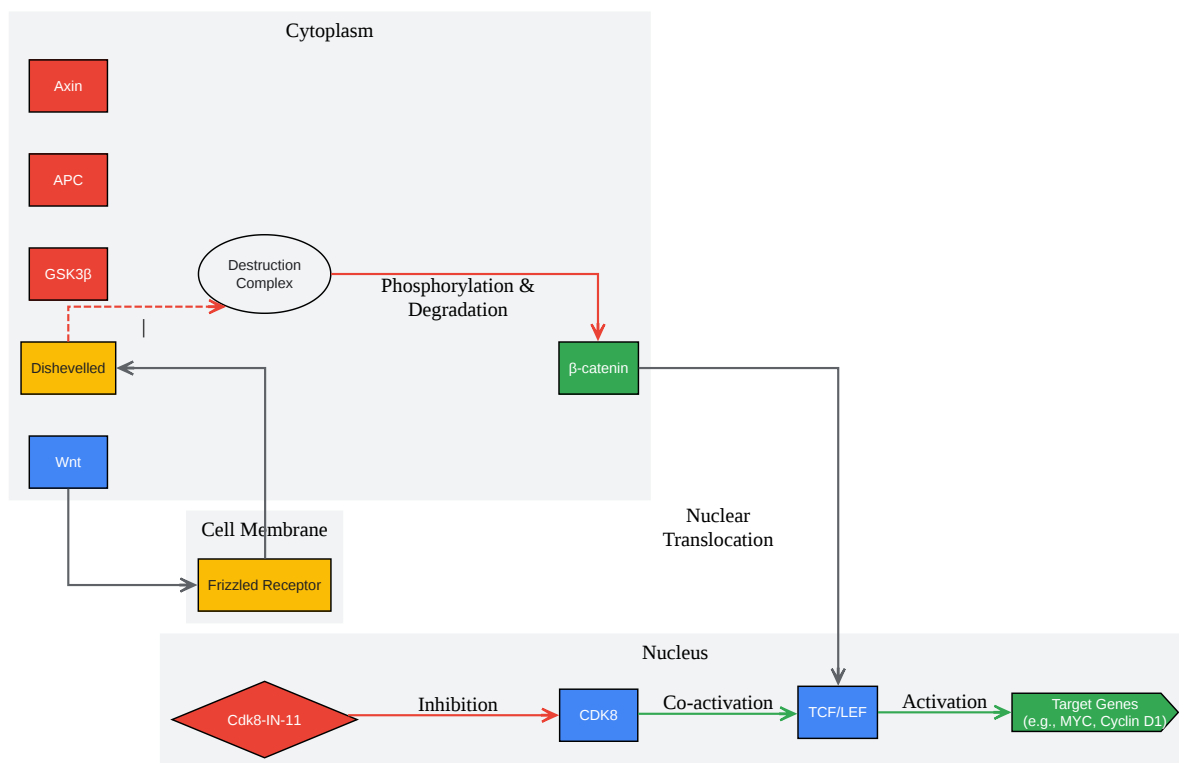 Cytoplasm
Axin
APC
GSK3β
Destruction
Complex
Phosphorylation &
Degradation
|
Dishevelled
β-catenin
Wnt
Nuclear
Translocation
Cell Membrane
Frizzled Receptor
Nucleus
Cdk8-IN-11
Inhibition
CDK8
Co-activation
TCF/LEF
Activation
Target Genes
(e.g., MYC, Cyclin D1)